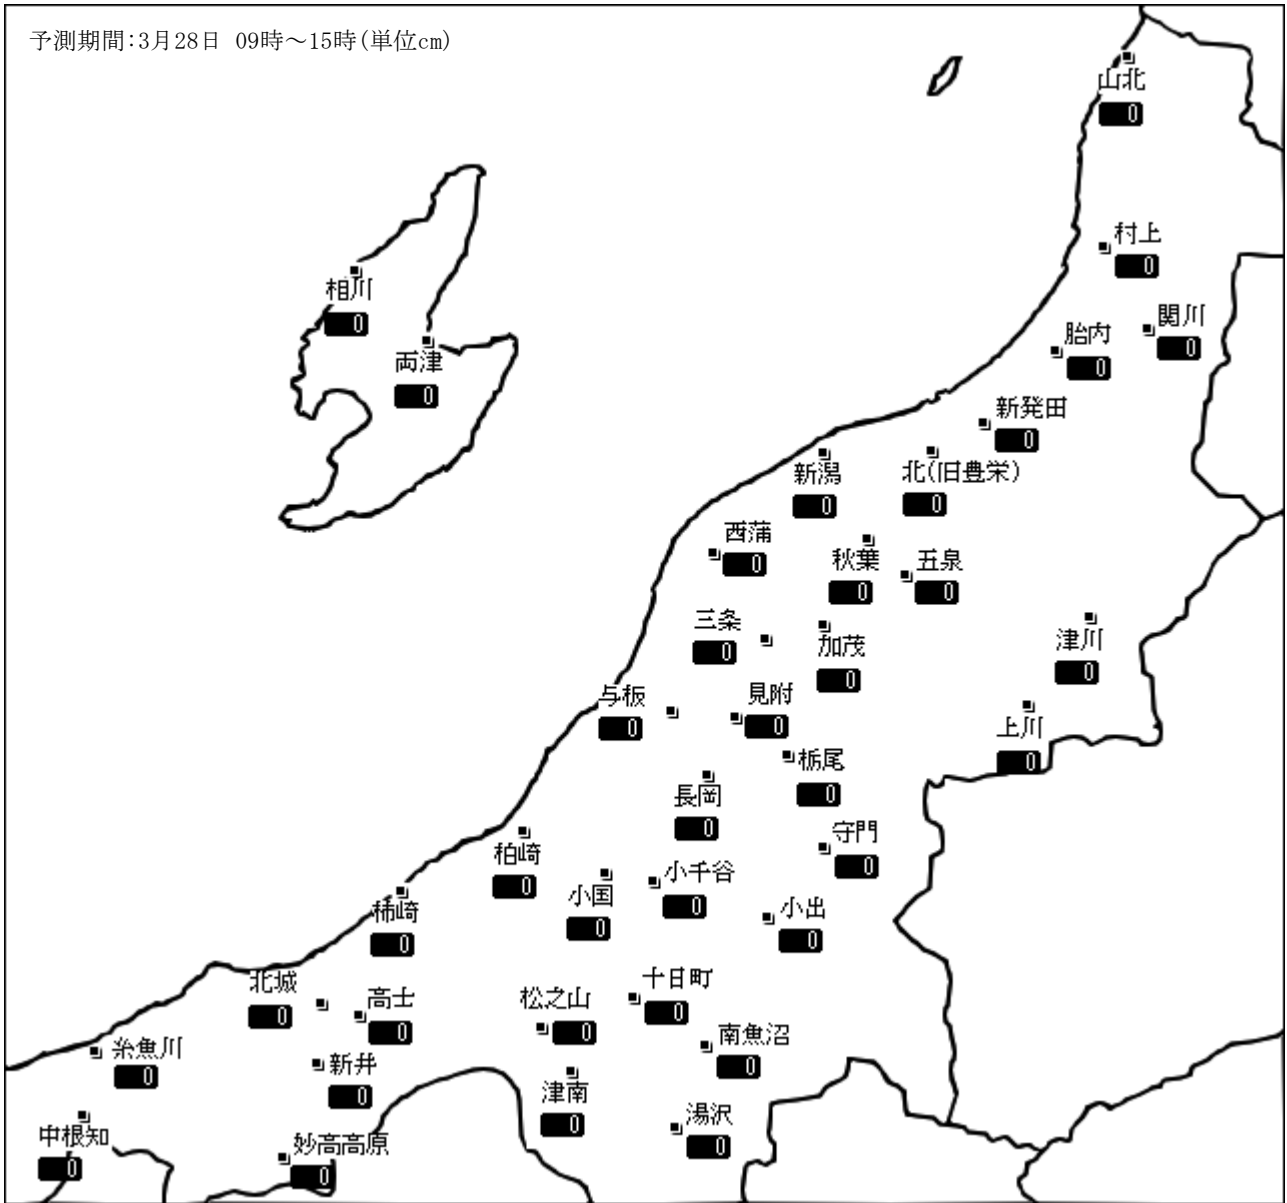 予測期間:3月28日 09時～15時(単位cm)
山北
0
村上
0
相川
0
関川
0
胎内
0
両津
0
新発田
0
新潟
0
北(旧豊栄)
0
西蒲
0
秋葉
0
五泉
0
三条
0
加茂
0
津川
0
与板
0
見附
0
上川
0
栃尾
0
長岡
0
守門
0
柏崎
0
小千谷
0
小国
0
小出
0
柿崎
0
北城
0
高士
0
松之山
0
十日町
0
南魚沼
0
糸魚川
0
新井
0
津南
0
湯沢
0
中根知
0
妙高高原
0